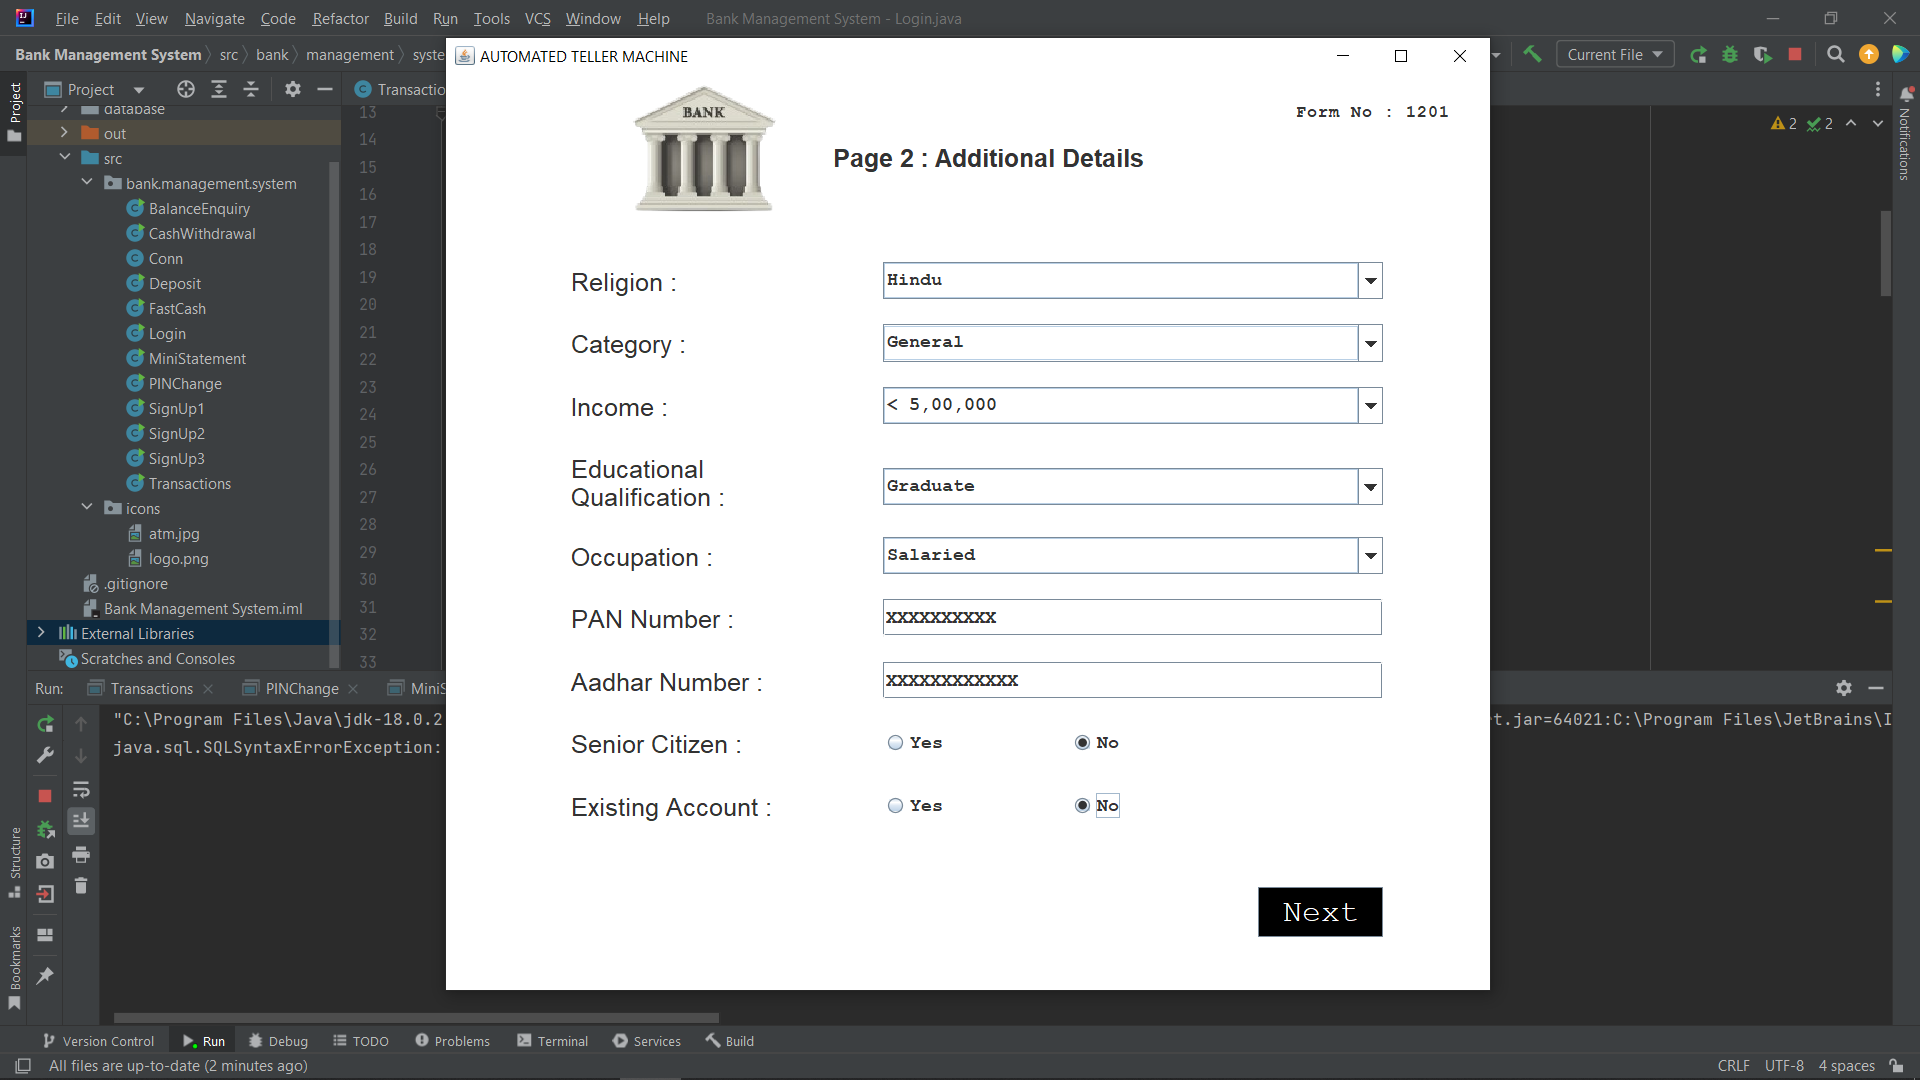 File Edit View Navigate Code Refactor Build Run Tools VCS Window Help Bank Management System - Login.java
Bank Management System src bank management syste
Current File
AUTOMATED TELLER MACHINE
BANK
Form No : 1201
Page 2 : Additional Details
Religion : Hindu
Category : General
Income : < 5,00,000
Educational
Qualification : Graduate
Occupation : Salaried
PAN Number : XXXXXXXXXX
Aadhar Number : XXXXXXXXXXXX
Senior Citizen : Yes No
Existing Account : Yes No
Next
Project
Project
Transactio
database
out
src
bank.management.system
BalanceEnquiry
CashWithdrawal
Conn
Deposit
FastCash
Login
MiniStatement
PINChange
SignUp1
SignUp2
SignUp3
Transactions
icons
atm.jpg
logo.png
.gitignore
Bank Management System.iml
External Libraries
Scratches and Consoles
13
14
15
16
17
18
19
20
21
22
23
24
25
26
27
28
29
30
31
32
33
2 2
Notifications
Run: Transactions PINChange MiniS
"C:\Program Files\Java\jdk-18.0.2
t.jar=64021:C:\Program Files\JetBrains\I
java.sql.SQLSyntaxErrorException:
Structure
Bookmarks
Version Control Run Debug TODO Problems Terminal Services Build
All files are up-to-date (2 minutes ago) CRLF UTF-8 4 spaces